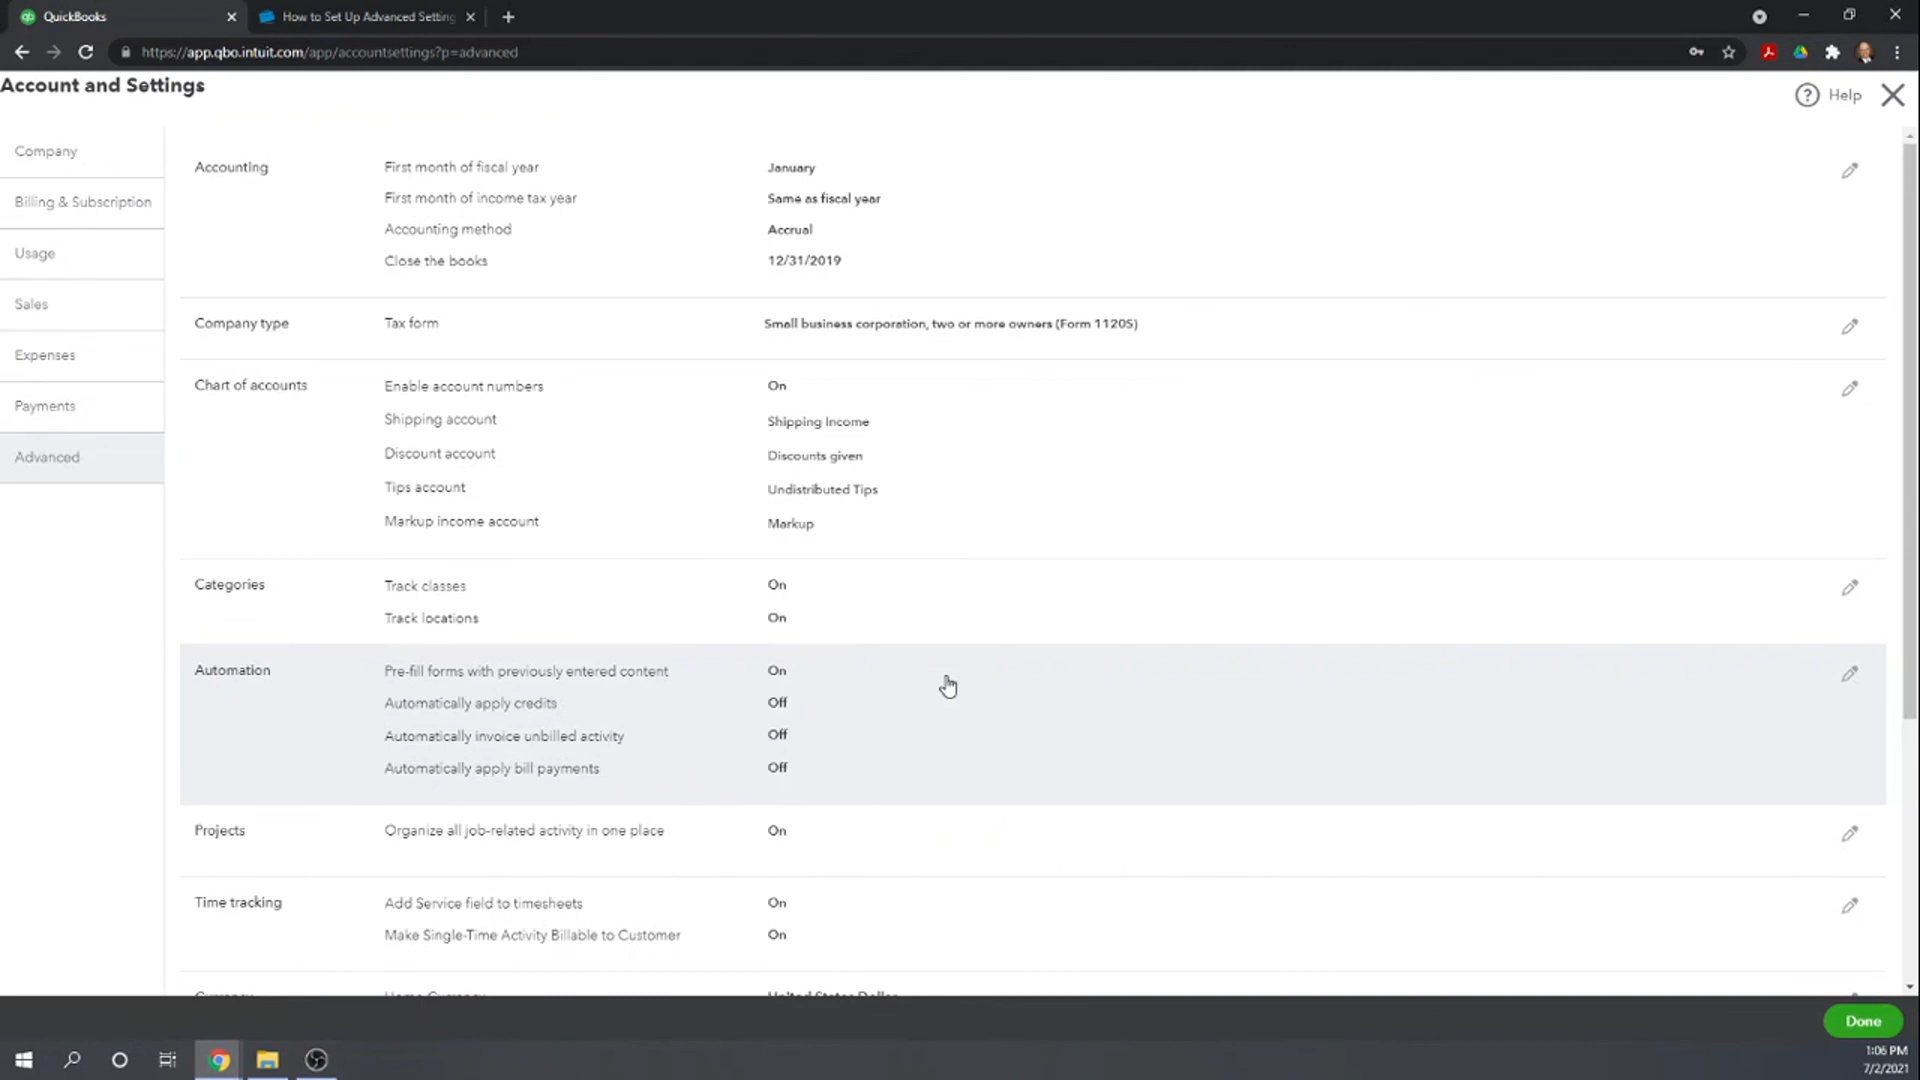 QuickBooks
How to Set Up Advanced Setting
https://app.qbo.intuit.com/app/accountsettings?p=advanced
Account and Settings
Help
Company
Billing & Subscription
Usage
Sales
Expenses
Payments
Advanced
Accounting
First month of fiscal year January
First month of income tax year Same as fiscal year
Accounting method Accrual
Close the books 12/31/2019
Company type
Tax form Small business corporation, two or more owners (Form 1120S)
Chart of accounts
Enable account numbers On
Shipping account Shipping Income
Discount account Discounts given
Tips account Undistributed Tips
Markup income account Markup
Categories
Track classes On
Track locations On
Automation
Pre-fill forms with previously entered content On
Automatically apply credits Off
Automatically invoice unbilled activity Off
Automatically apply bill payments Off
Projects
Organize all job-related activity in one place On
Time tracking
Add Service field to timesheets On
Make Single-Time Activity Billable to Customer On
Currency Home Currency United States Dollar
Done
1:06 PM
7/2/2021